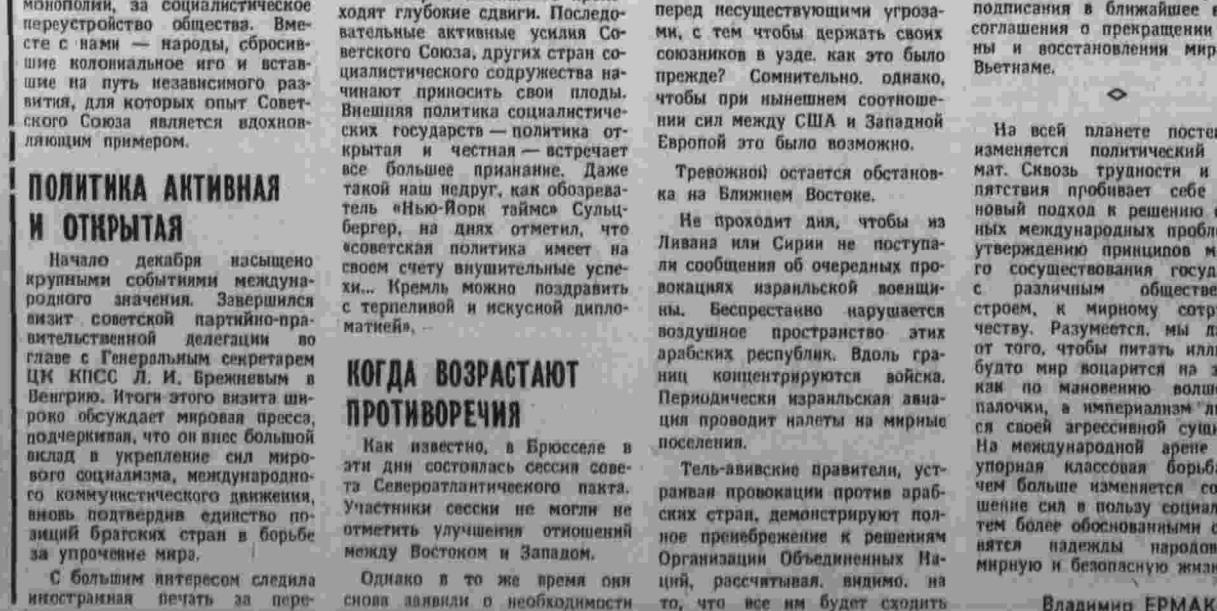 монополий, за социалистическое
переустройство общества. Вме-
сте с нами — народы, сбросив-
шие колониальное иго и встав-
шие на путь независимого раз-
вития, для которых опыт Совет-
ского Союза является вдохнов-
ляющим примером.
ПОЛИТИКА АКТИВНАЯ
И ОТКРЫТАЯ
Начало декабря насыщено
крупными событиями междуна-
родного значения. Завершился
визит советской партийно-пра-
вительственной делегации во
главе с Генеральным секретарем
ЦК КПСС Л. И. Брежневым в
Венгрию. Итоги этого визита ши-
роко обсуждает мировая пресса,
подчеркивая, что он внес большой
вклад в укрепление сил миро-
вого социализма, международно-
го коммунистического движения,
вновь подтвердив единство по-
зиций братских стран в борьбе
за упрочение мира.
С большим интересом следила
иностранная печать за пере-
ходят глубокие сдвиги. Последо-
вательные активные усилия Со-
ветского Союза, других стран со-
циалистического содружества на-
чинают приносить свои плоды.
Внешняя политика социалистиче-
ских государств — политика от-
крытая и честная — встречает
все большее признание. Даже
такой наш недруг, как обозрева-
тель «Нью-Йорк таймс» Сульц-
бергер, на днях отметил, что
«советская политика имеет на
своем счету внушительные успе-
хи... Кремль можно поздравить
с терпеливой и искусной дипло-
матией».
КОГДА ВОЗРАСТАЮТ
ПРОТИВОРЕЧИЯ
Как известно, в Брюсселе в
эти дни состоялась сессия сове-
та Североатлантического пакта.
Участники сессии не могли не
отметить улучшения отношений
между Востоком и Западом.
Однако в то же время они
снова заявили о необходимости
перед несуществующими угроза-
ми, с тем чтобы держать своих
союзников в узде, как это было
прежде? Сомнительно, однако,
чтобы при нынешнем соотноше-
нии сил между США и Западной
Европой это было возможно.
Тревожной остается обстанов-
ка на Ближнем Востоке.
Не проходит дня, чтобы из
Ливана или Сирии не поступа-
ли сообщения об очередных про-
вокациях израильской военщи-
ны. Беспрестанно нарушается
воздушное пространство этих
арабских республик. Вдоль гра-
ниц концентрируются войска.
Периодически израильская авиа-
ция проводит налеты на мирные
поселения.
Тель-авивские правители, уст-
раивая провокации против араб-
ских стран, демонстрируют пол-
ное пренебрежение к решениям
Организации Объединенных На-
ций, рассчитывая, видимо, на
то, что все им будет сходить
подписания в ближайшее в
соглашения о прекращении
ны и восстановления мир
Вьетнаме.
На всей планете посте
изменяется политический
мат. Сквозь трудности и
пятствия пробивает себе
новый подход к решению
ных международных пробл
утверждению принципов м
го сосуществования госуд
с различным обществе
строем, к мирному сотр
честву. Разумеется, мы д
от того, чтобы питать илл
будто мир воцарится на з
как по мановению волше
палочки, а империализм л
ся своей агрессивной сущ
На международной арене
упорная классовая борьб
чем больше изменяется со
шение сил в пользу социал
тем более обоснованными с
вятся надежды народов
мирную и безопасную жизн
Владимир ЕРМАК